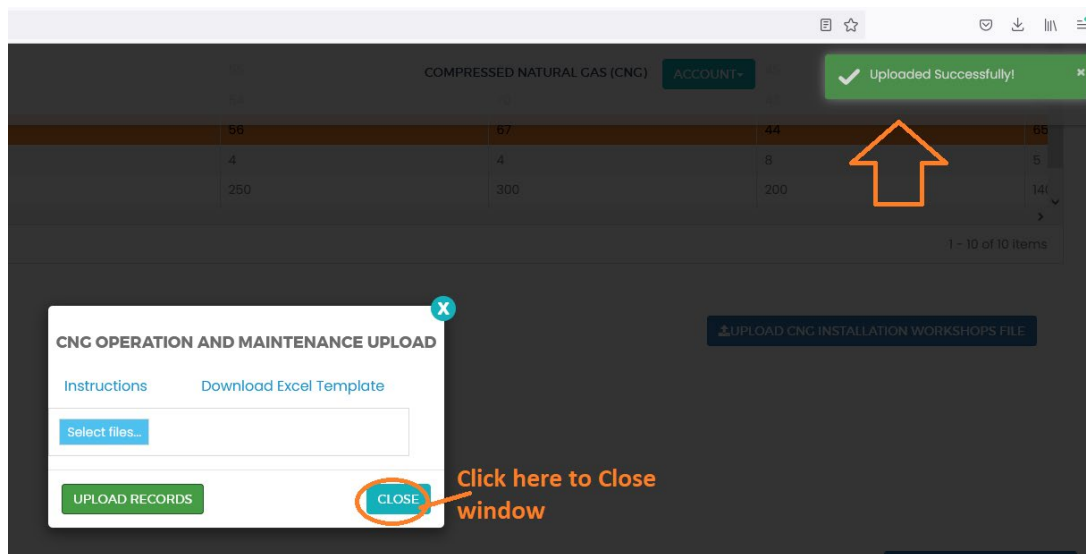 COMPRESSED NATURAL GAS (CNG)
ACCOUNT
Uploaded Successfully!
×
56 67 44 65
4 4 8 5
250 300 200
1 - 10 of 10 items
X
CNG OPERATION AND MAINTENANCE UPLOAD
UPLOAD CNG INSTALLATION WORKSHOPS FILE
Instructions Download Excel Template
Select files...
UPLOAD RECORDS
CLOSE
Click here to Close
window